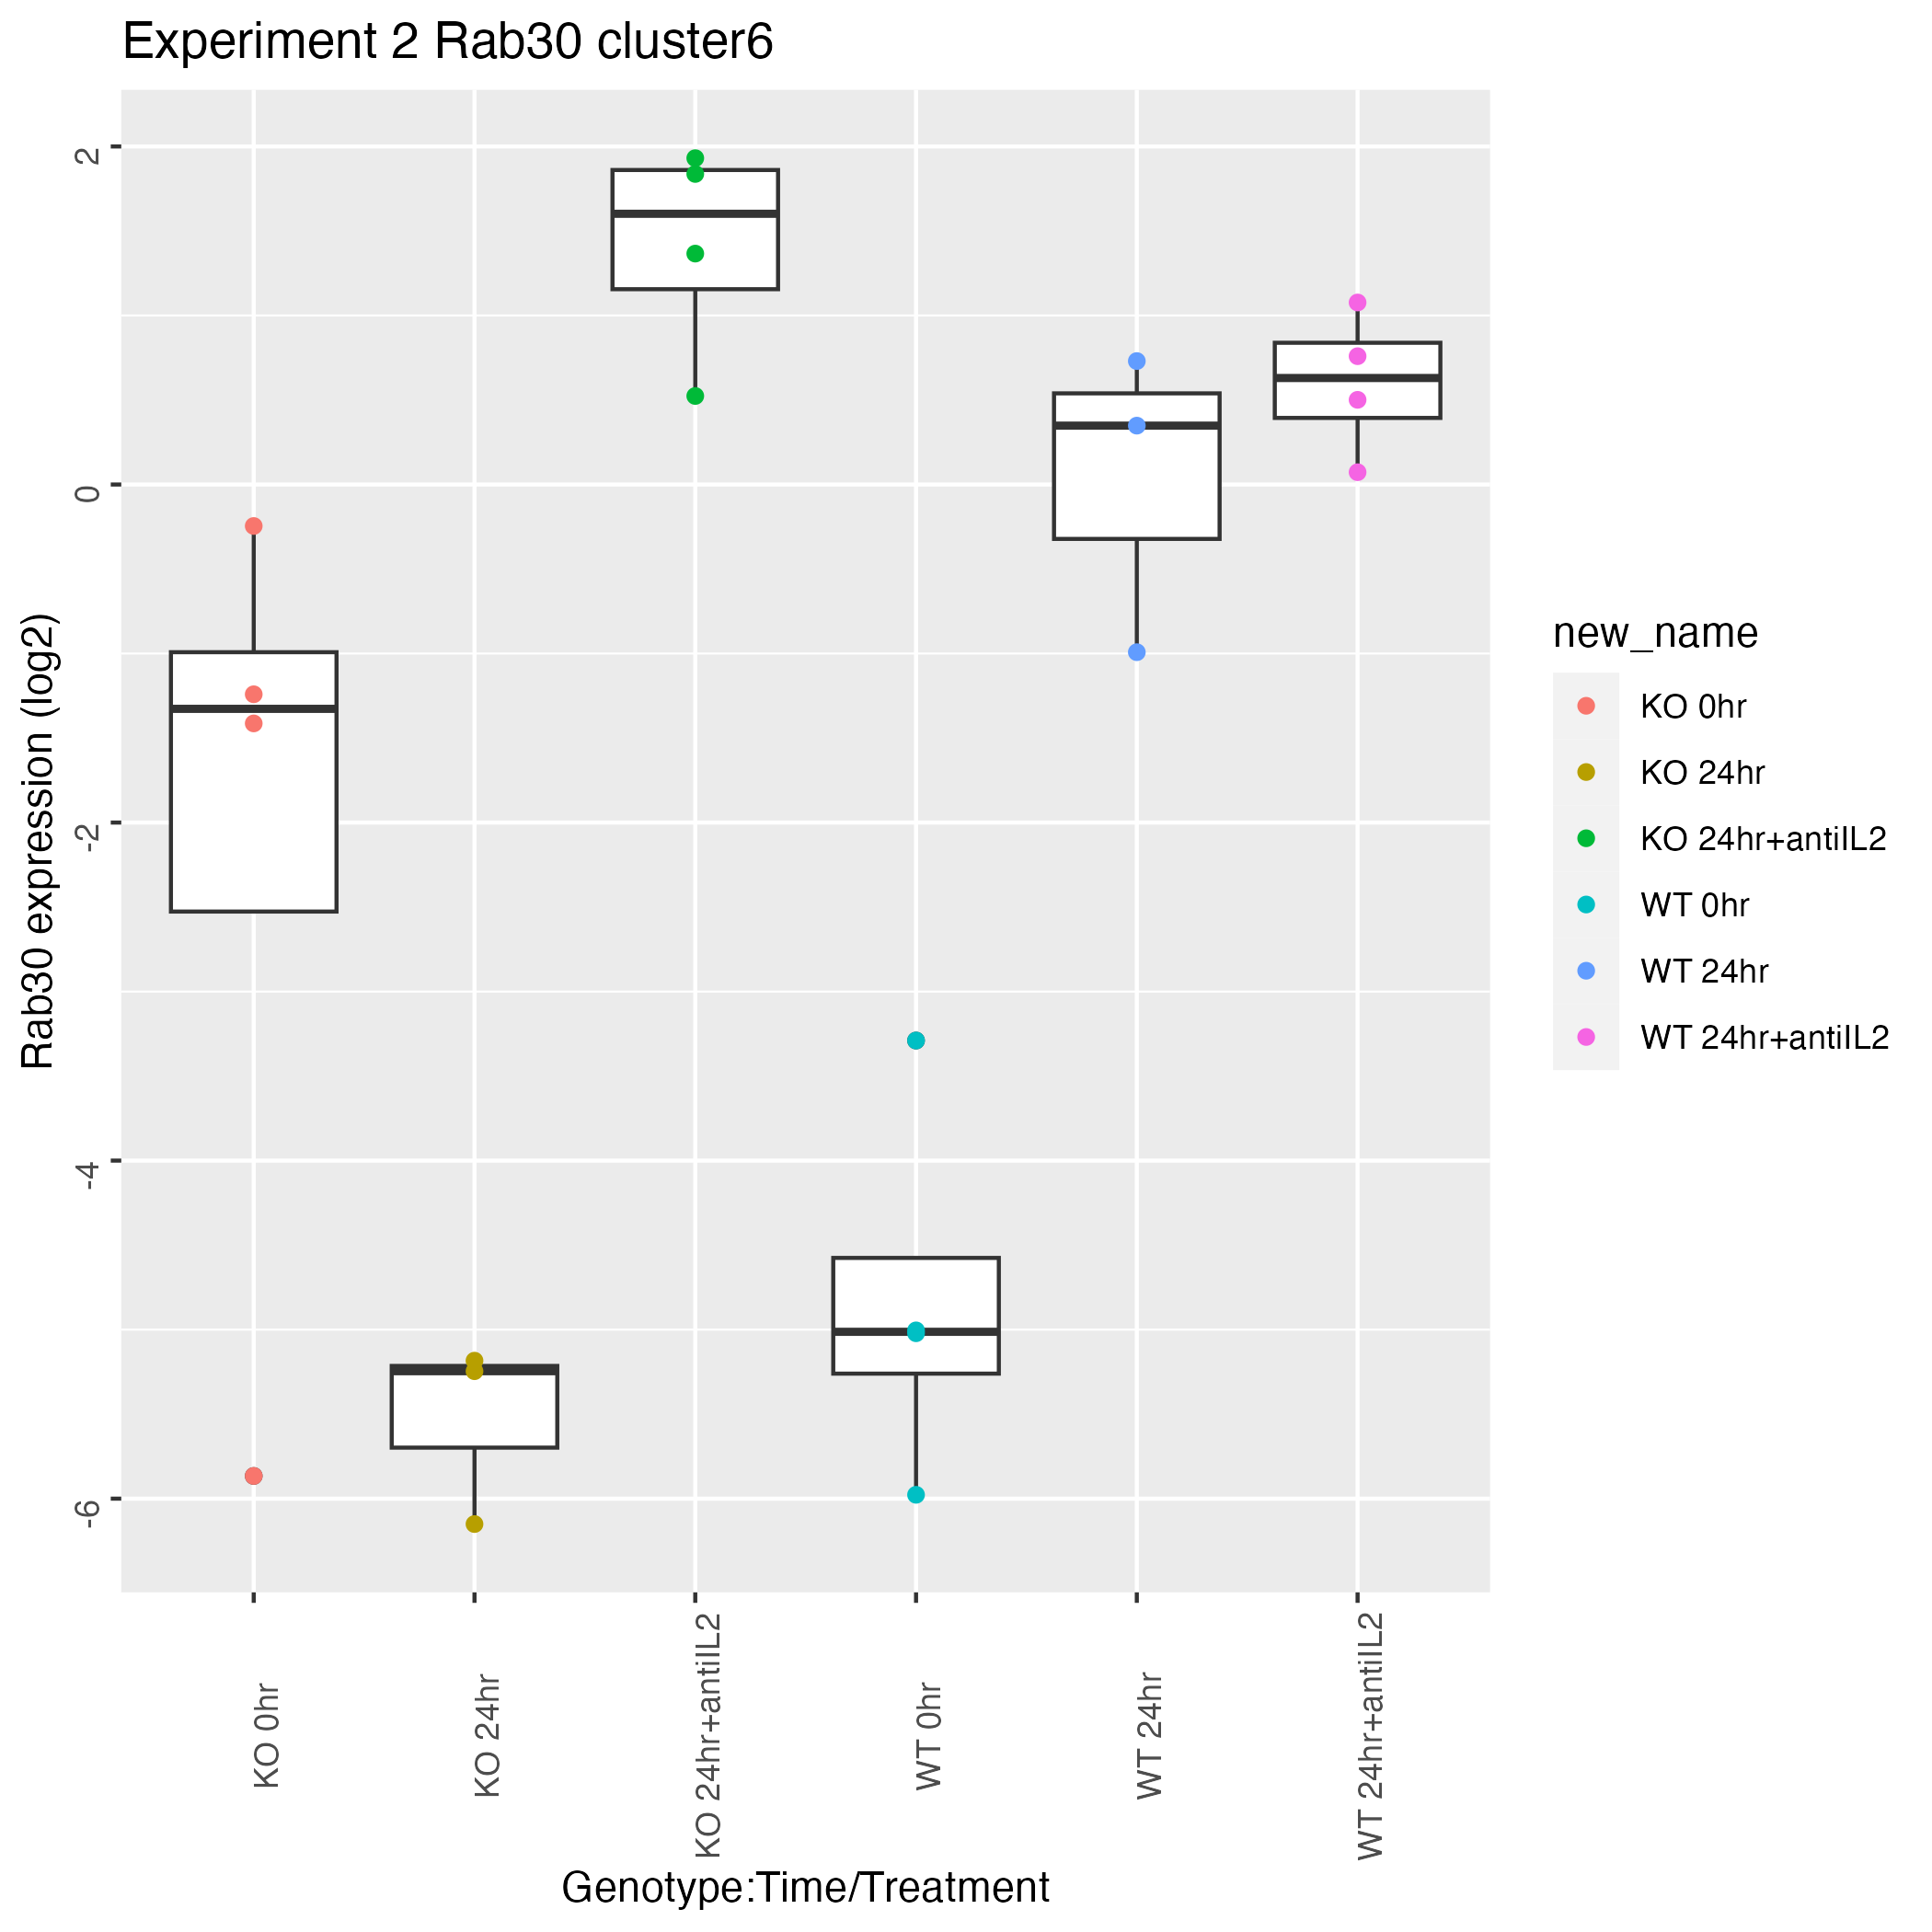 Experiment 2 Rab30 cluster6
Rab30 expression (log2)
2
0
-2
-4
-6
KO 0hr
KO 24hr
KO 24hr+antiIL2
WT 0hr
WT 24hr
WT 24hr+antiIL2
Genotype:Time/Treatment
new_name
KO 0hr
KO 24hr
KO 24hr+antiIL2
WT 0hr
WT 24hr
WT 24hr+antiIL2